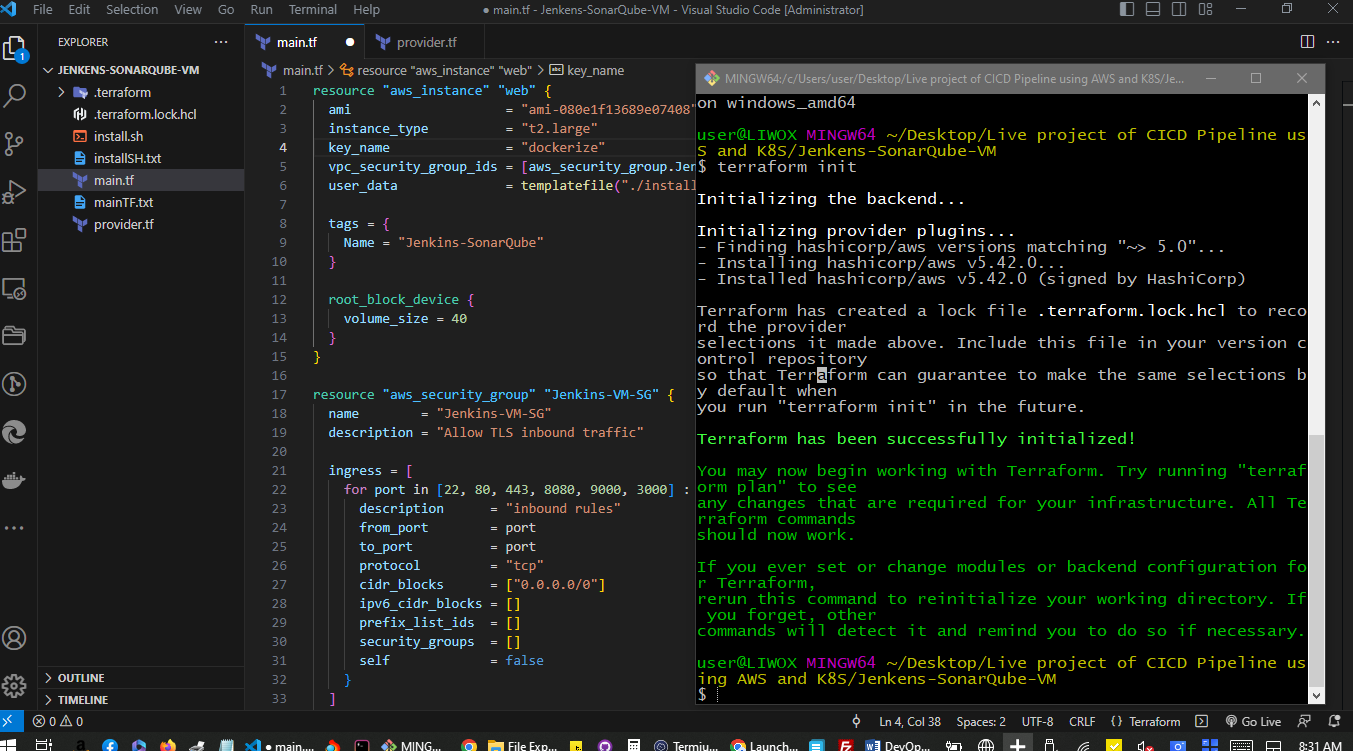 File Edit Selection View Go Run Terminal Help
● main.tf - Jenkens-SonarQube-VM - Visual Studio Code [Administrator]
EXPLORER
1
JENKENS-SONARQUBE-VM
.terraform
.terraform.lock.hcl
install.sh
installSH.txt
main.tf
mainTF.txt
provider.tf
OUTLINE
TIMELINE
main.tf ● provider.tf
main.tf > resource "aws_instance" "web" > key_name
1 resource "aws_instance" "web" {
2 ami = "ami-080e1f13689e07408"
3 instance_type = "t2.large"
4 key_name = "dockerize"
5 vpc_security_group_ids = [aws_security_group.Jen
6 user_data = templatefile("./instal
7
8 tags = {
9 Name = "Jenkins-SonarQube"
10 }
11
12 root_block_device {
13 volume_size = 40
14 }
15 }
16
17 resource "aws_security_group" "Jenkins-VM-SG" {
18 name = "Jenkins-VM-SG"
19 description = "Allow TLS inbound traffic"
20
21 ingress = [
22 for port in [22, 80, 443, 8080, 9000, 3000] :
23 description = "inbound rules"
24 from_port = port
25 to_port = port
26 protocol = "tcp"
27 cidr_blocks = ["0.0.0.0/0"]
28 ipv6_cidr_blocks = []
29 prefix_list_ids = []
30 security_groups = []
31 self = false
32 }
33 ]
MINGW64:/c/Users/user/Desktop/Live project of CICD Pipeline using AWS and K8S/Je...
on windows_amd64
user@LIWOX MINGW64 ~/Desktop/Live project of CICD Pipeline us
S and K8S/Jenkens-SonarQube-VM
$ terraform init
Initializing the backend...
Initializing provider plugins...
- Finding hashicorp/aws versions matching "~> 5.0"...
- Installing hashicorp/aws v5.42.0...
- Installed hashicorp/aws v5.42.0 (signed by HashiCorp)
Terraform has created a lock file .terraform.lock.hcl to reco
rd the provider
selections it made above. Include this file in your version c
ontrol repository
so that Terraform can guarantee to make the same selections b
y default when
you run "terraform init" in the future.
Terraform has been successfully initialized!
You may now begin working with Terraform. Try running "terraf
orm plan" to see
any changes that are required for your infrastructure. All Te
rraform commands
should now work.
If you ever set or change modules or backend configuration fo
r Terraform,
rerun this command to reinitialize your working directory. If
you forget, other
commands will detect it and remind you to do so if necessary.
user@LIWOX MINGW64 ~/Desktop/Live project of CICD Pipeline us
ing AWS and K8S/Jenkens-SonarQube-VM
$
0 0 Ln 4, Col 38 Spaces: 2 UTF-8 CRLF {} Terraform Go Live
● main.... MING... File Exp... Termiu... Launch... DevOp... 8:31 AM